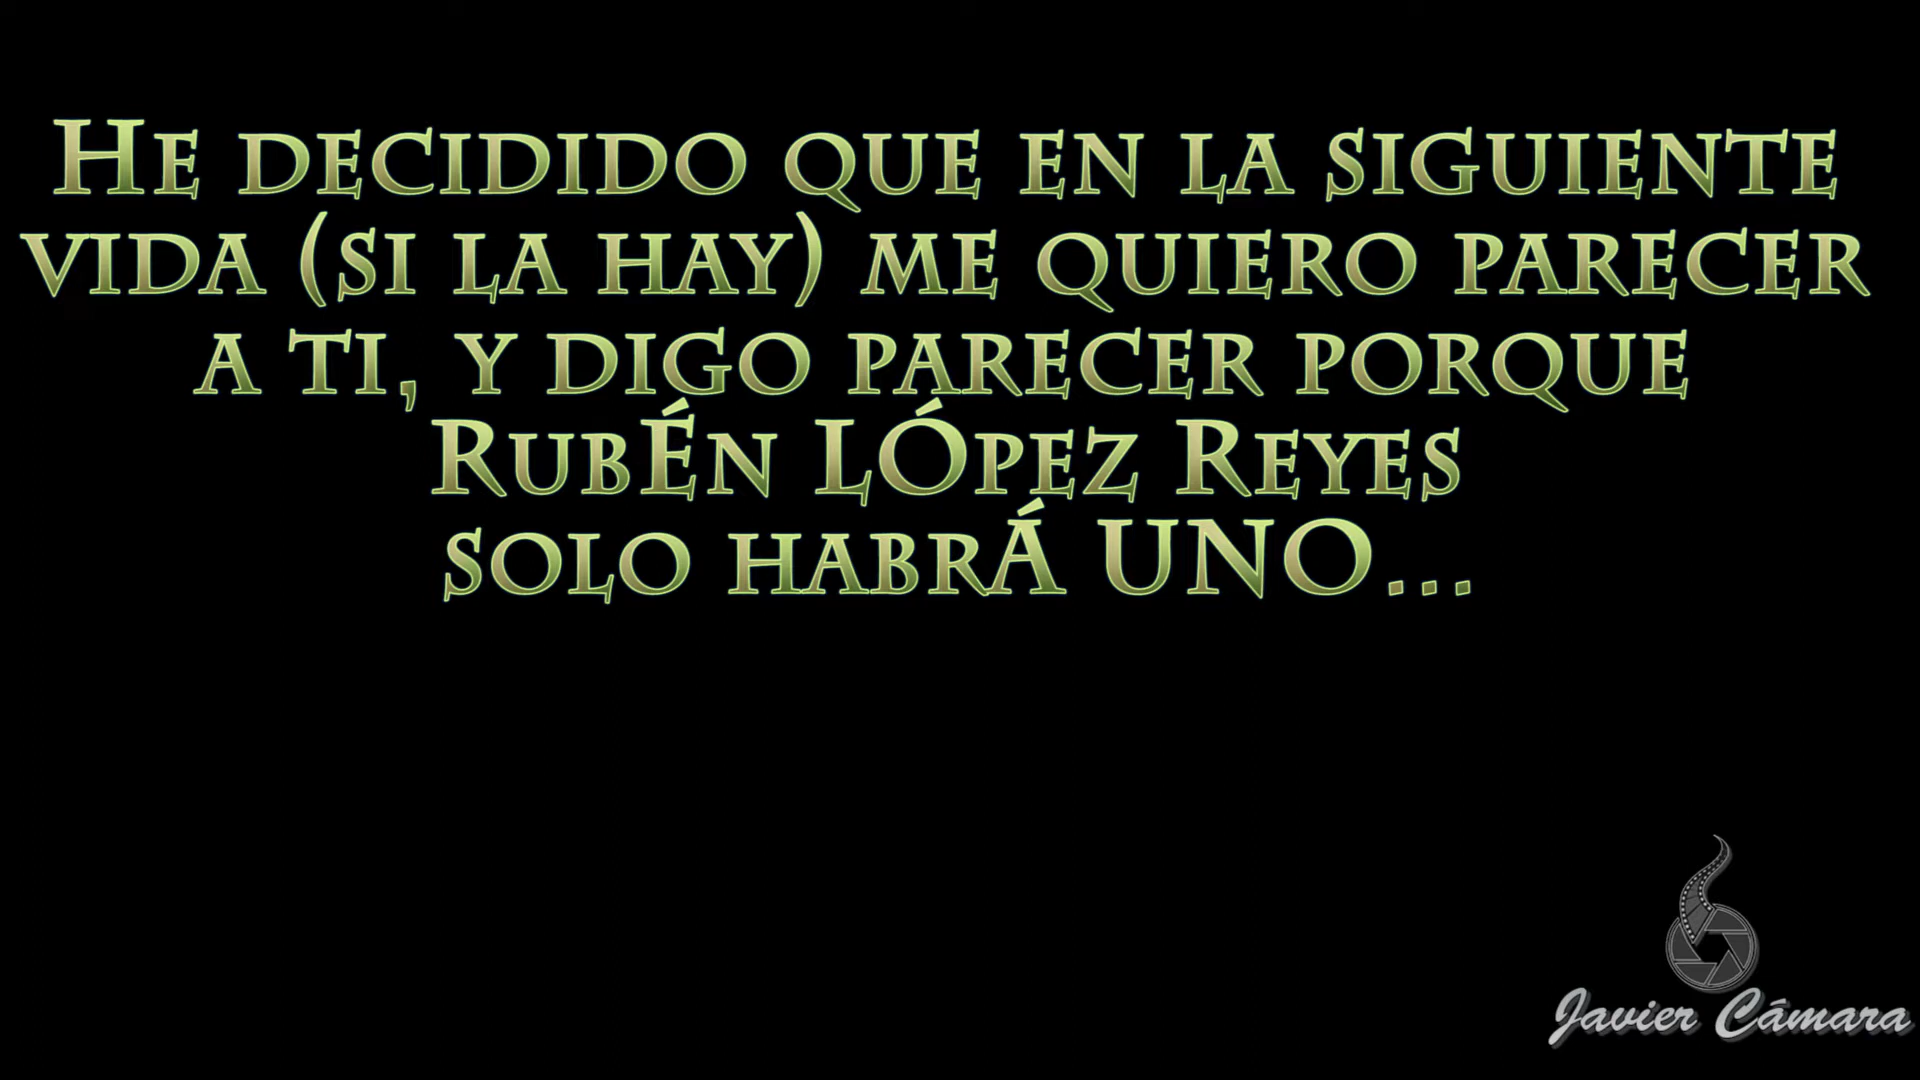 He decidido que en la siguiente
vida (si la hay) me quiero parecer
a ti, y digo parecer porque
RubÉn LÓpez Reyes
solo habrÁ UNO...
Javier Cámara